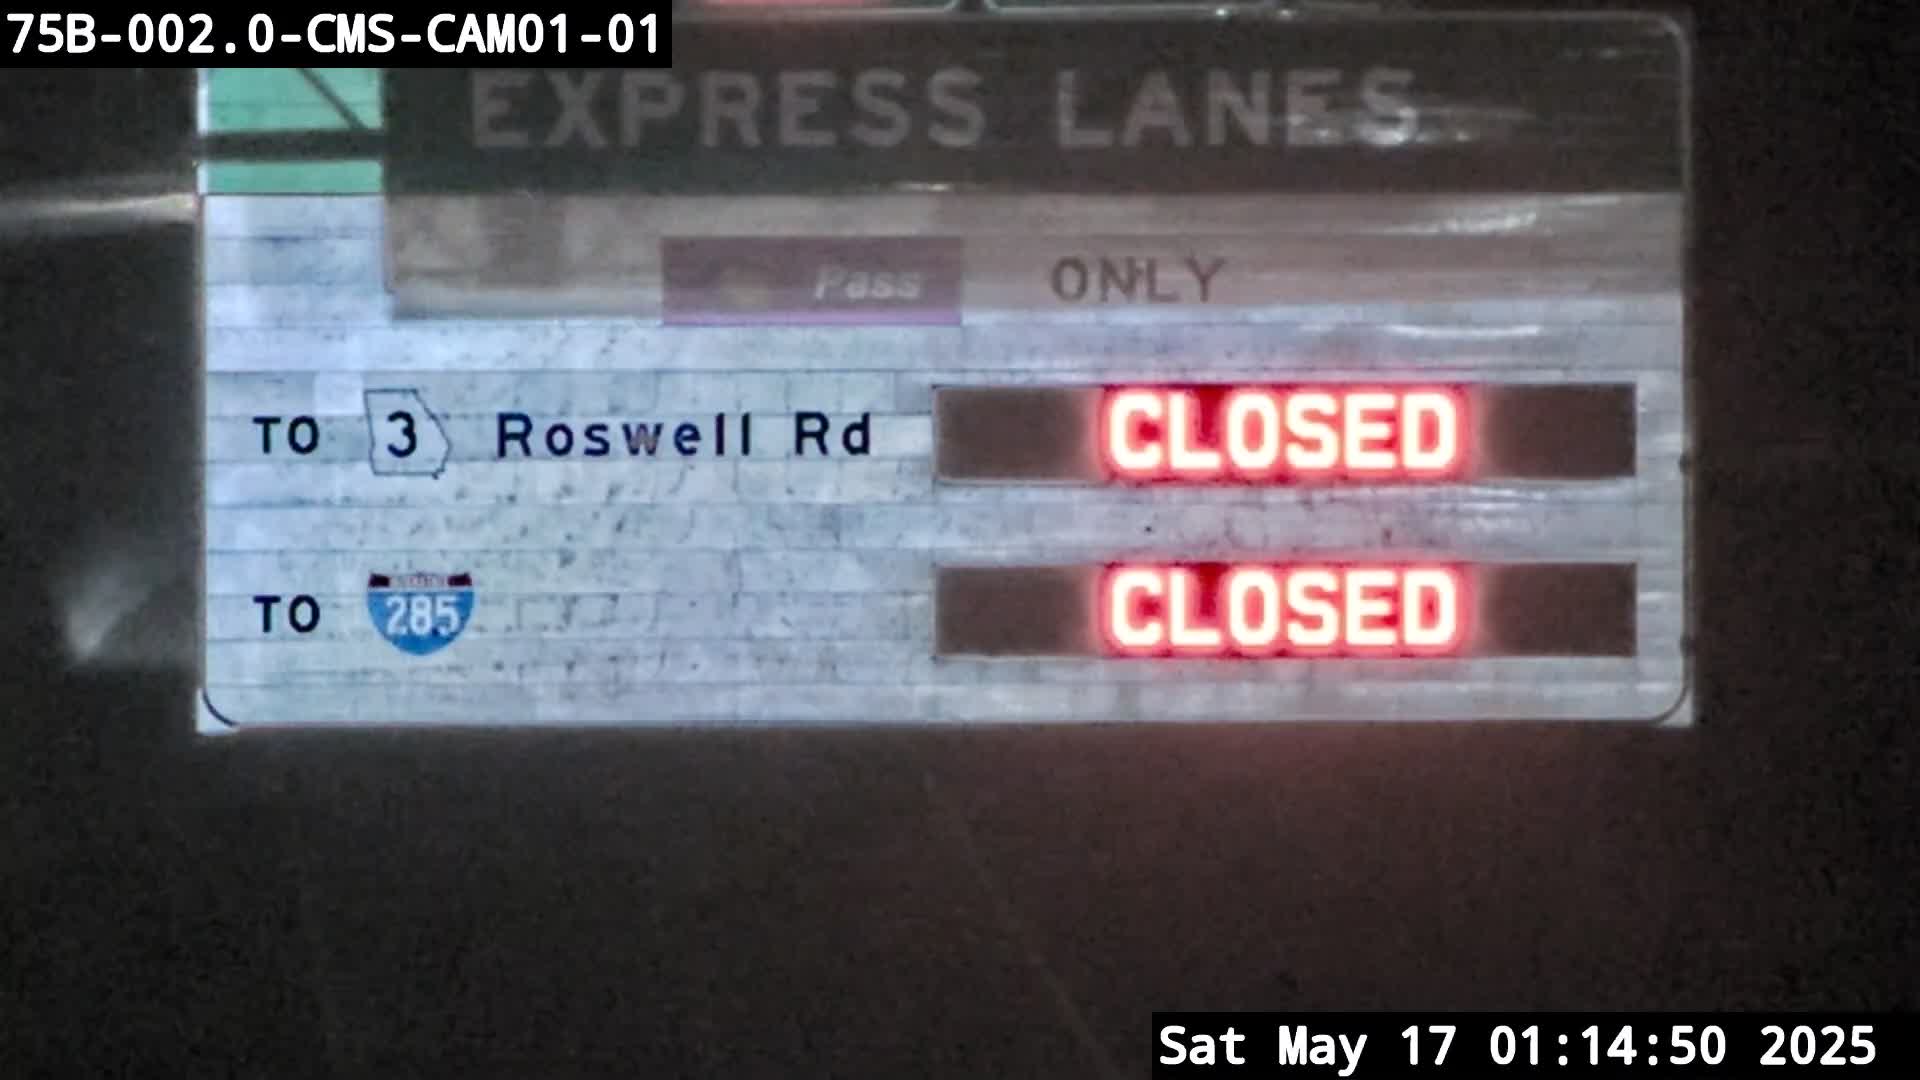 75B-002.0-CMS-CAM01-01
EXPRESS LANES
Pass ONLY
TO 3 Roswell Rd CLOSED
TO 285 CLOSED
Sat May 17 01:14:50 2025